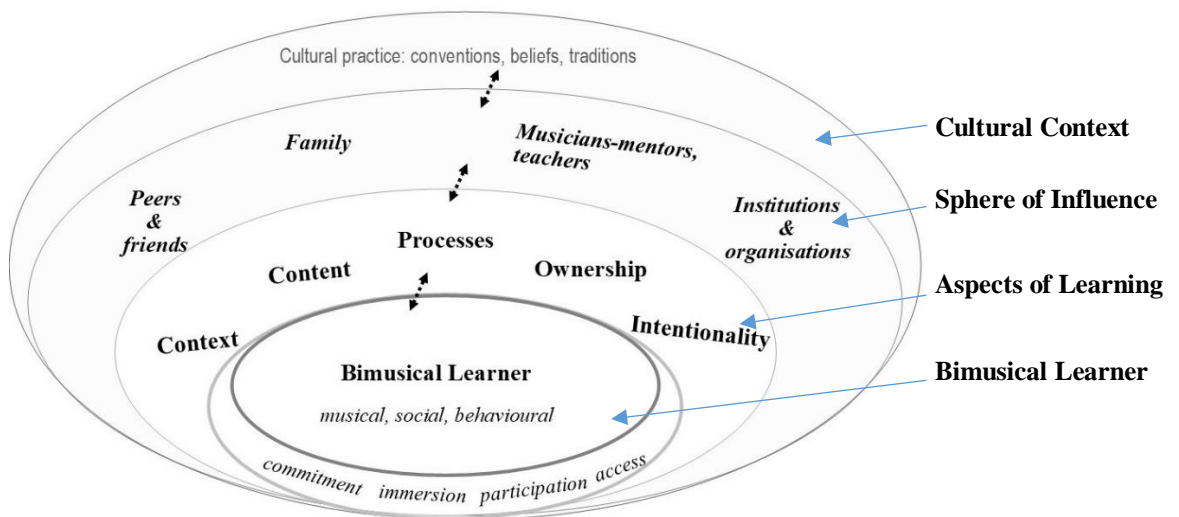 Cultural practice: conventions, beliefs, traditions
Cultural Context
Family
Musicians-mentors,
teachers
Sphere of Influence
Peers
&
friends
Institutions
&
organisations
Processes
Content
Ownership
Aspects of Learning
Context
Intentionality
Bimusical Learner
Bimusical Learner
musical, social, behavioural
commitment immersion participation access